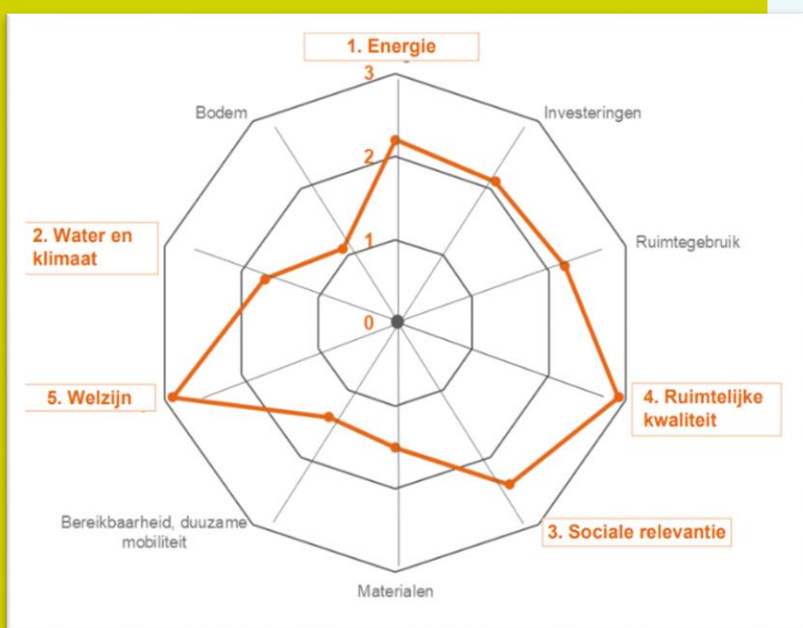 1. Energie
3
Bodem
Investeringen
2
2. Water en
klimaat
1
Ruimtegebruik
0
5. Welzijn
4. Ruimtelijke
kwaliteit
Bereikbaarheid, duuzame
mobiliteit
3. Sociale relevantie
Materialen